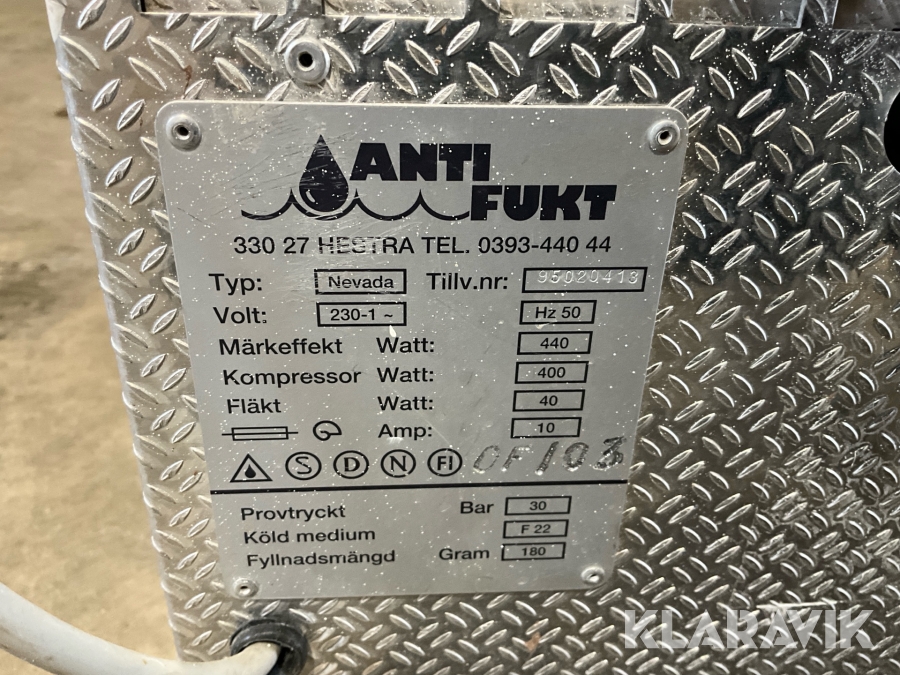 ANTI
FUKT
330 27 HESTRA TEL. 0393-440 44
Typ: Nevada Tillv.nr: 95020413
Volt: 230-1 ~ Hz 50
Märkeffekt Watt: 440
Kompressor Watt: 400
Fläkt Watt: 40
Amp: 10
S D N FI OF 103
Provtryckt Bar 30
Köld medium F 22
Fyllnadsmängd Gram 180
KLARAVIK